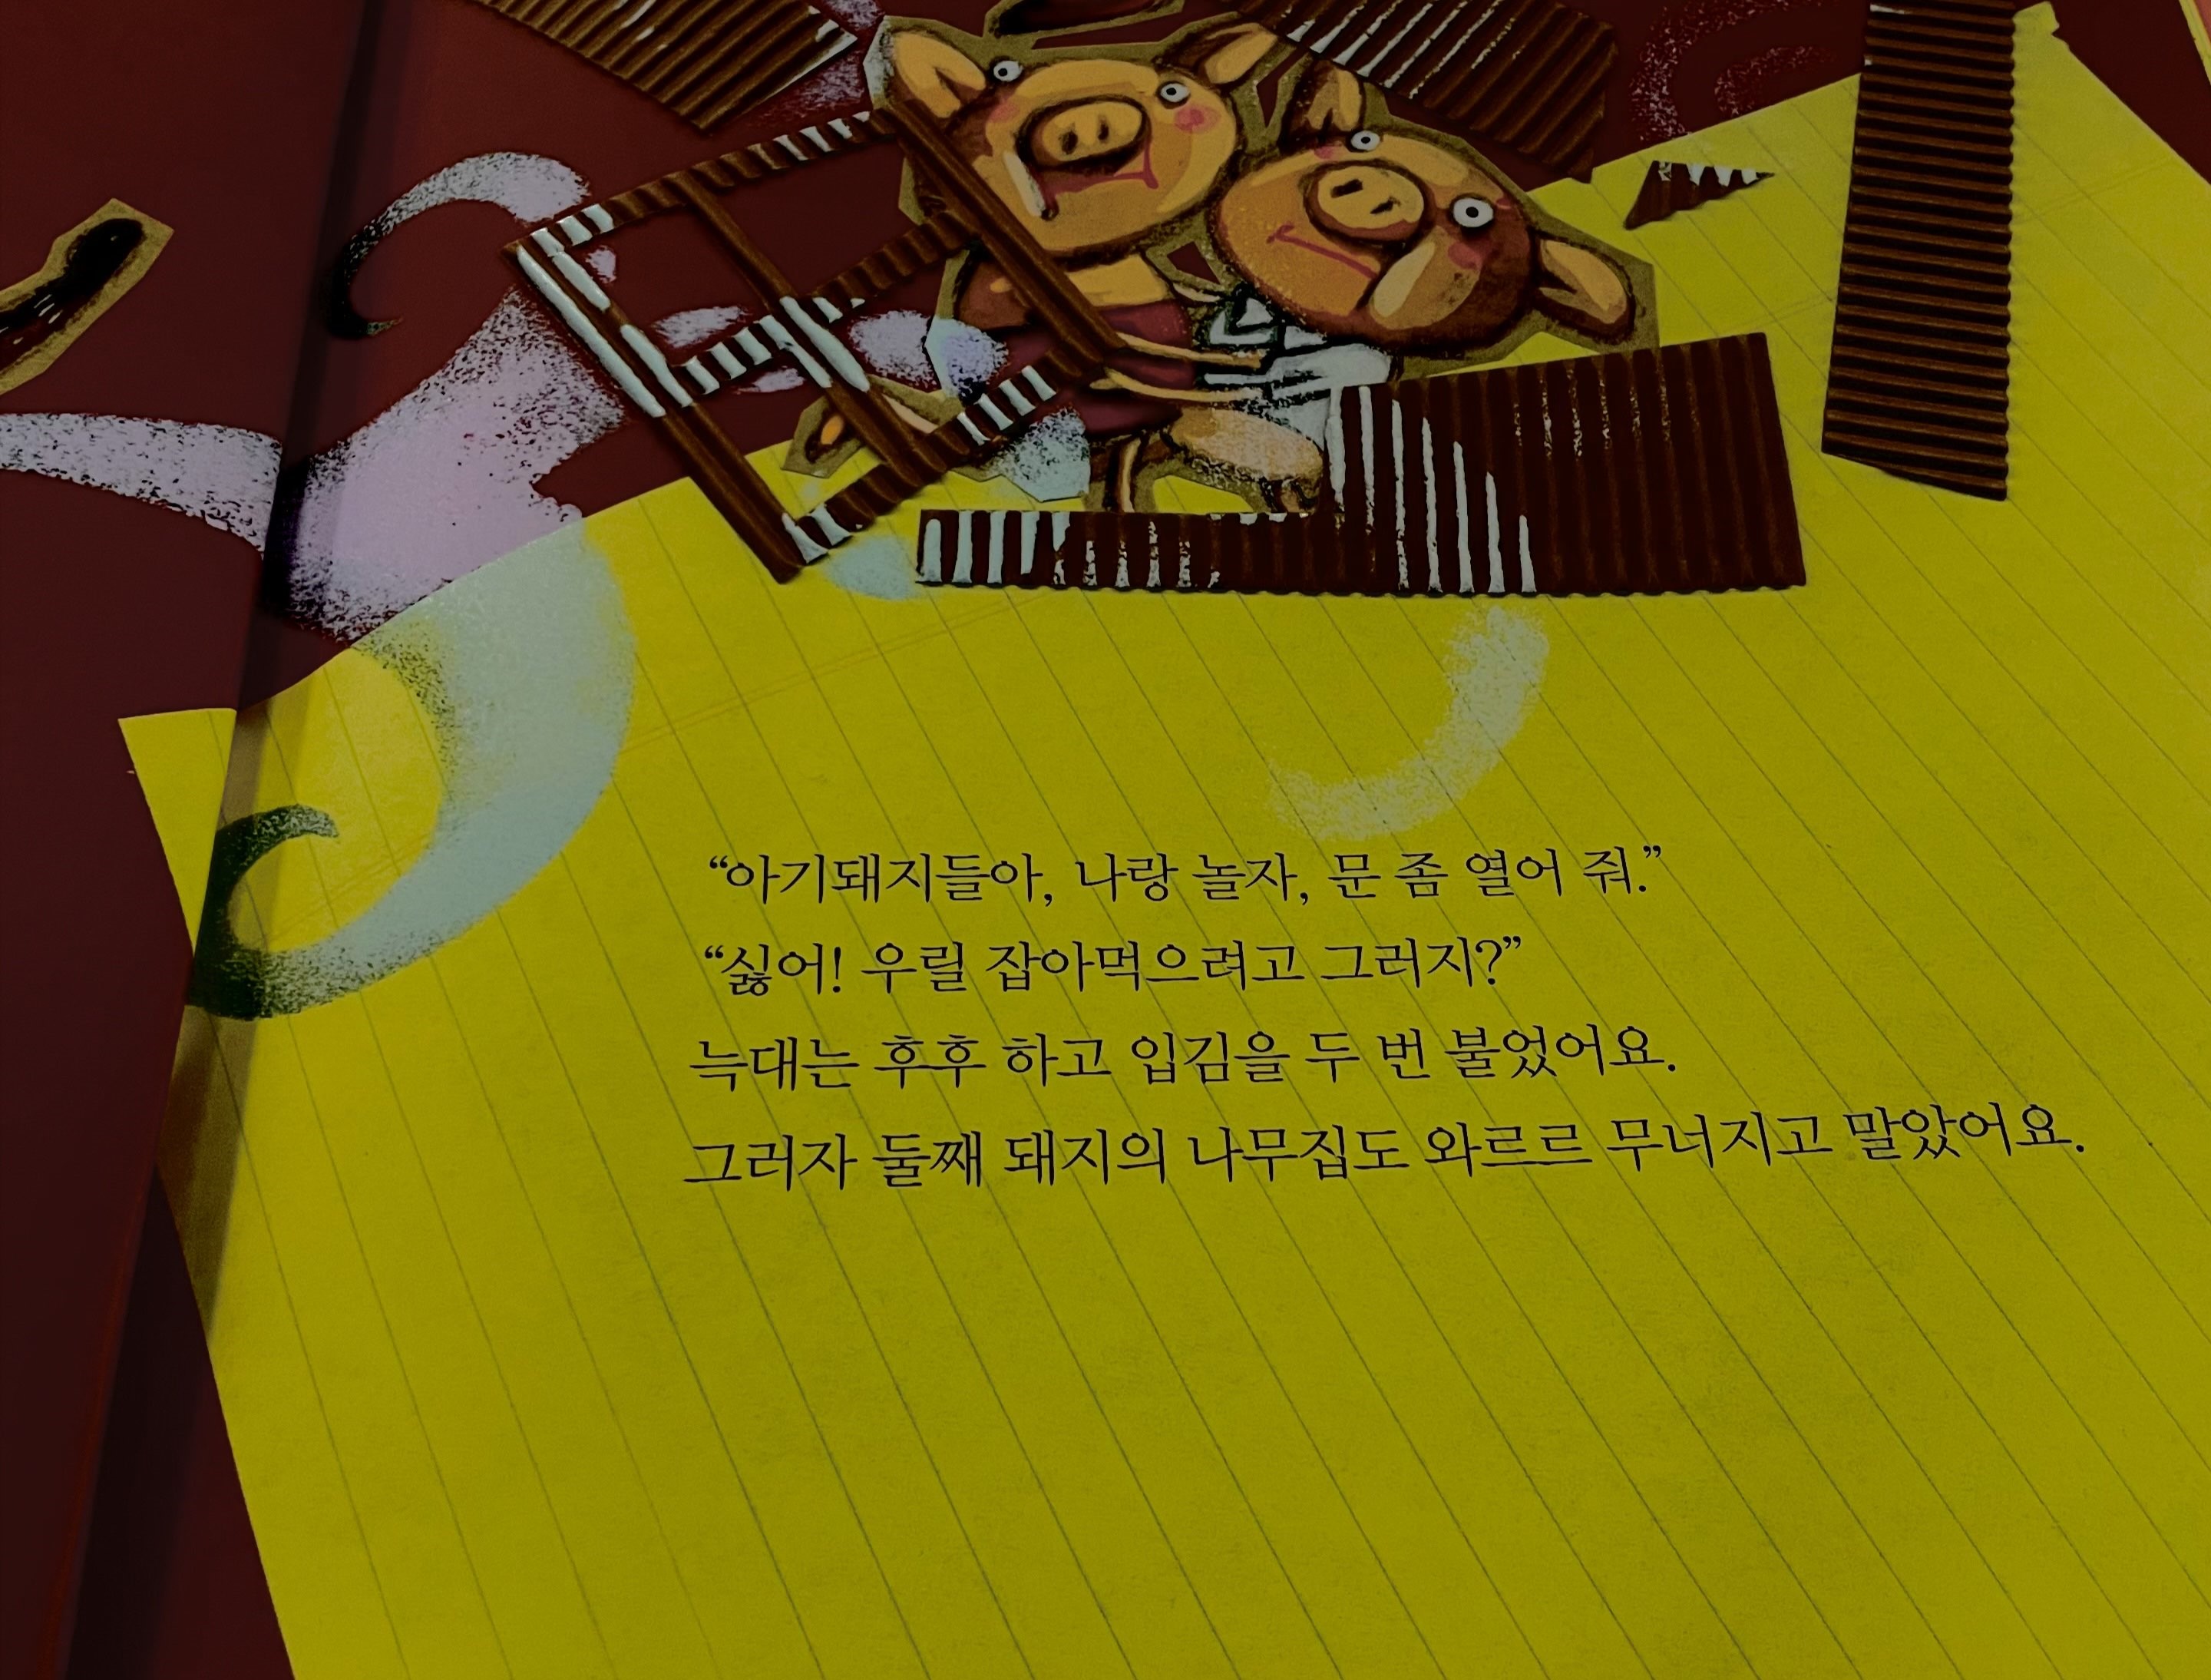 “아기돼지들아, 나랑 놀자, 문 좀 열어 줘.”
“싫어! 우릴 잡아먹으려고 그러지?”
늑대는 후후 하고 입김을 두 번 불었어요.
그러자 둘째 돼지의 나무집도 와르르 무너지고 말았어요.